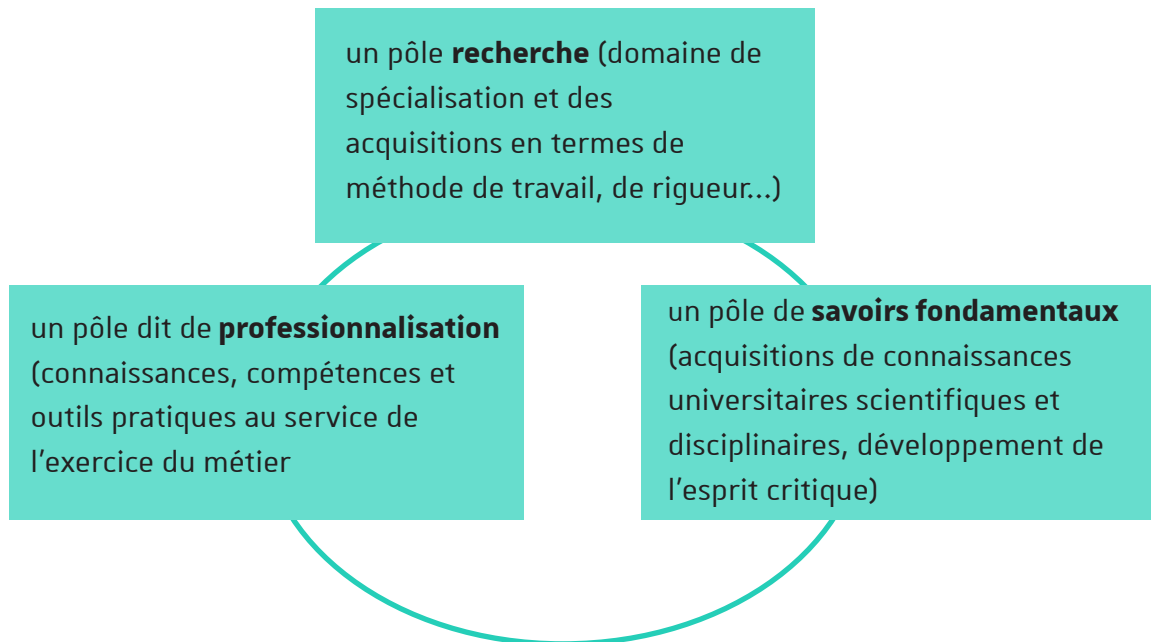 un pôle recherche (domaine de
spécialisation et des
acquisitions en termes de
méthode de travail, de rigueur...)
un pôle dit de professionnalisation
(connaissances, compétences et
outils pratiques au service de
l'exercice du métier
un pôle de savoirs fondamentaux
(acquisitions de connaissances
universitaires scientifiques et
disciplinaires, développement de
l'esprit critique)